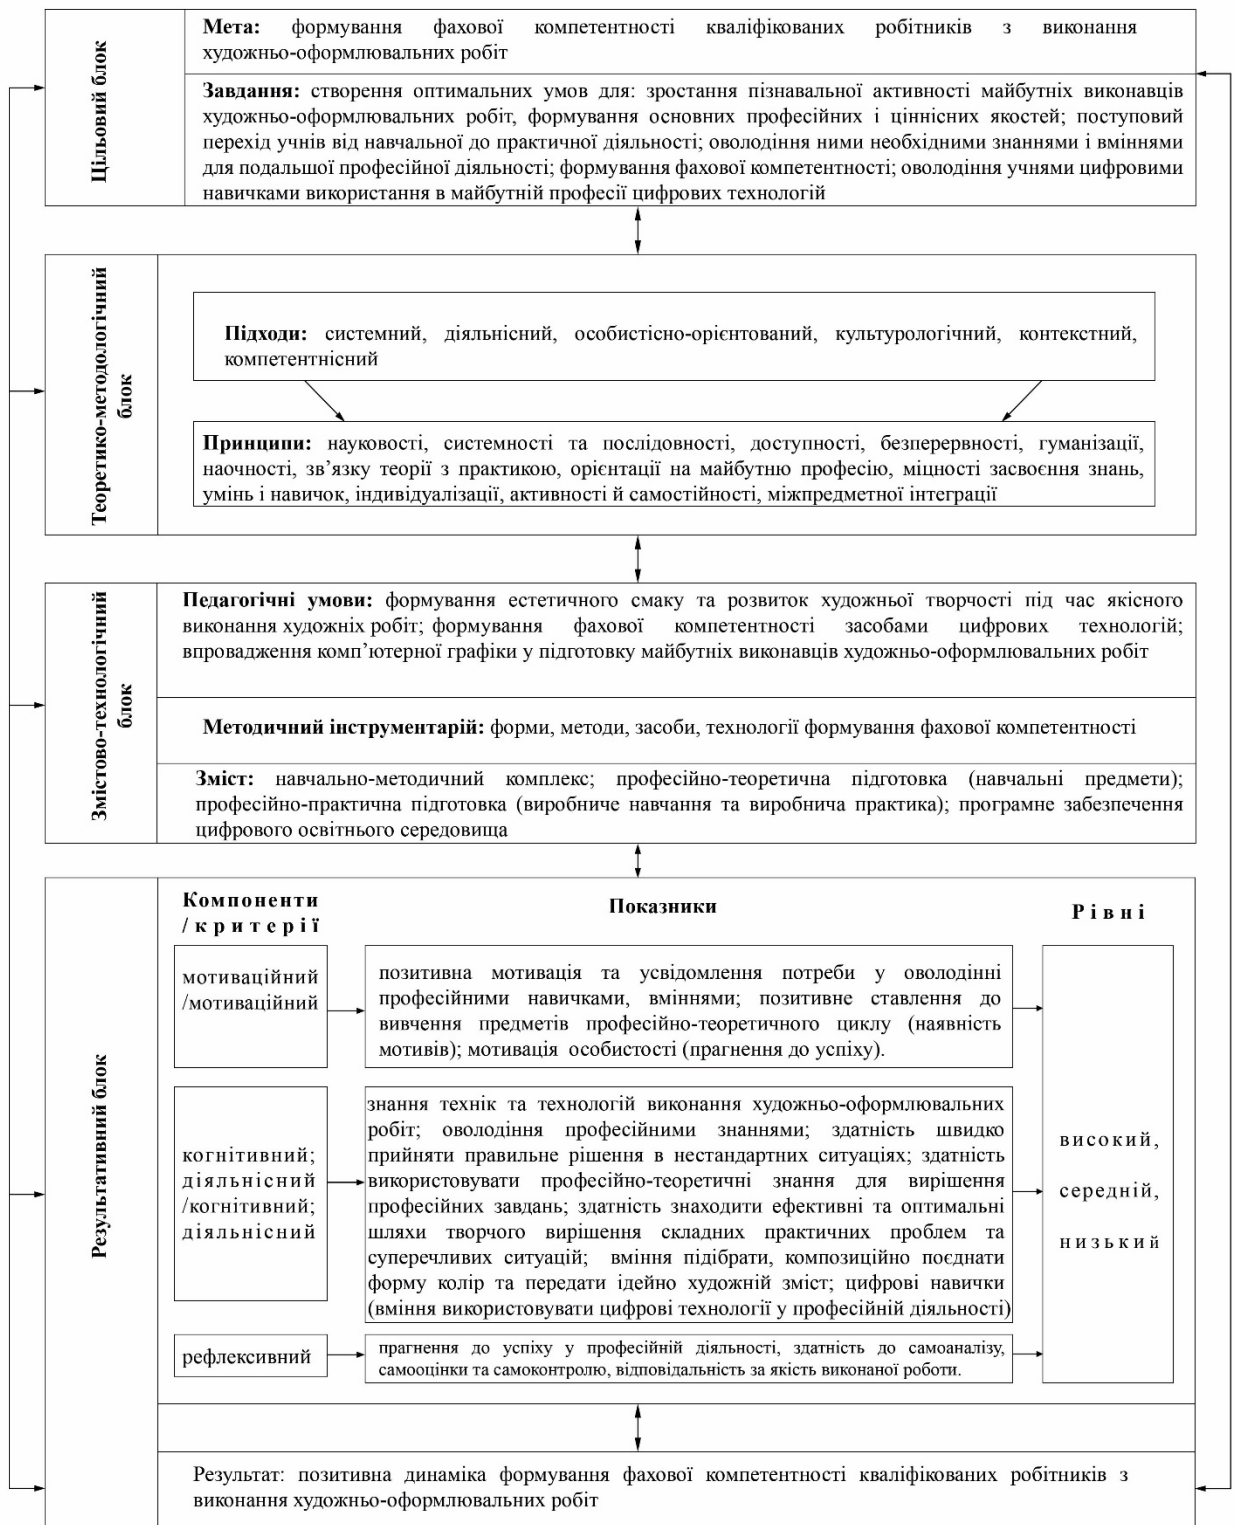 Цільовий блок
Мета: формування фахової компетентності кваліфікованих робітників з виконання
художньо-оформлювальних робіт
Завдання: створення оптимальних умов для: зростання пізнавальної активності майбутніх виконавців
художньо-оформлювальних робіт, формування основних професійних і ціннісних якостей; поступовий
перехід учнів від навчальної до практичної діяльності; оволодіння ними необхідними знаннями і вміннями
для подальшої професійної діяльності; формування фахової компетентності; оволодіння учнями цифровими
навичками використання в майбутній професії цифрових технологій
Теоретико-методологічний
блок
Підходи: системний, діяльнісний, особистісно-орієнтований, культурологічний, контекстний,
компетентнісний
Принципи: науковості, системності та послідовності, доступності, безперервності, гуманізації,
наочності, зв’язку теорії з практикою, орієнтації на майбутню професію, міцності засвоєння знань,
умінь і навичок, індивідуалізації, активності й самостійності, міжпредметної інтеграції
Змістово-технологічний
блок
Педагогічні умови: формування естетичного смаку та розвиток художньої творчості під час якісного
виконання художніх робіт; формування фахової компетентності засобами цифрових технологій;
впровадження комп’ютерної графіки у підготовку майбутніх виконавців художньо-оформлювальних робіт
Методичний інструментарій: форми, методи, засоби, технології формування фахової компетентності
Зміст: навчально-методичний комплекс; професійно-теоретична підготовка (навчальні предмети);
професійно-практична підготовка (виробниче навчання та виробнича практика); програмне забезпечення
цифрового освітнього середовища
Результативний блок
Компоненти
/критерії
Показники
Рівні
мотиваційний
/мотиваційний
позитивна мотивація та усвідомлення потреби у оволодінні
професійними навичками, вміннями; позитивне ставлення до
вивчення предметів професійно-теоретичного циклу (наявність
мотивів); мотивація особистості (прагнення до успіху).
когнітивний;
діяльнісний
/когнітивний;
діяльнісний
знання технік та технологій виконання художньо-оформлювальних
робіт; оволодіння професійними знаннями; здатність швидко
прийняти правильне рішення в нестандартних ситуаціях; здатність
використовувати професійно-теоретичні знання для вирішення
професійних завдань; здатність знаходити ефективні та оптимальні
шляхи творчого вирішення складних практичних проблем та
суперечливих ситуацій; вміння підібрати, композиційно поєднати
форму колір та передати ідейно художній зміст; цифрові навички
(вміння використовувати цифрові технології у професійній діяльності)
високий,
середній,
низький
рефлексивний
прагнення до успіху у професійній діяльності, здатність до самоаналізу,
самооцінки та самоконтролю, відповідальність за якість виконаної роботи.
Результат: позитивна динаміка формування фахової компетентності кваліфікованих робітників з
виконання художньо-оформлювальних робіт